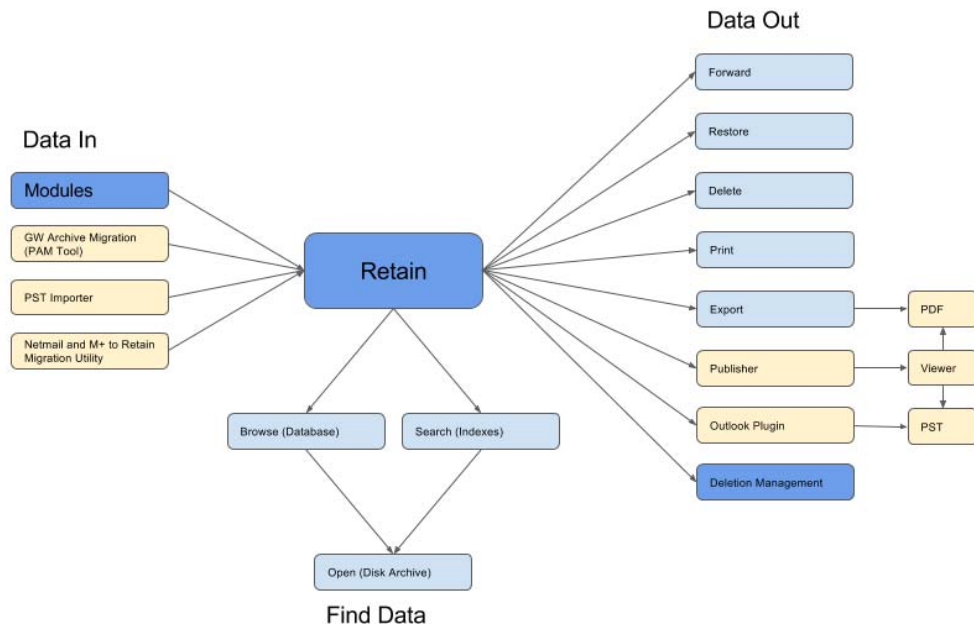 Data In
Modules
GW Archive Migration
(PAM Tool)
PST Importer
Netmail and M+ to Retain
Migration Utility
Retain
Browse (Database)
Search (Indexes)
Open (Disk Archive)
Find Data
Data Out
Forward
Restore
Delete
Print
Export
PDF
Publisher
Viewer
Outlook Plugin
PST
Deletion Management